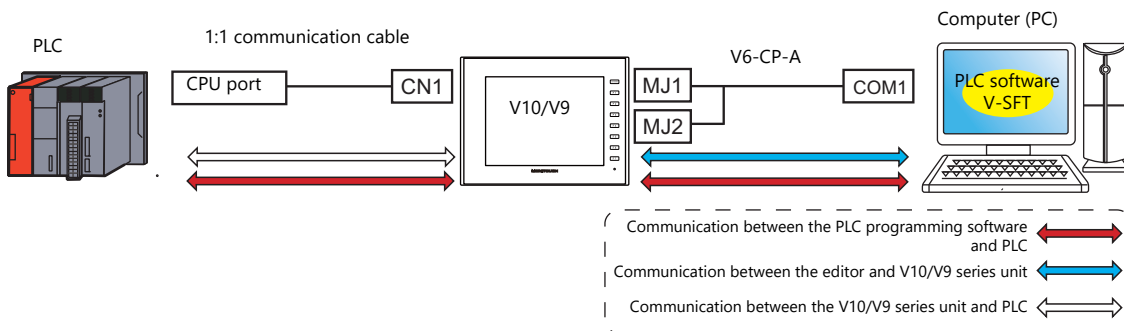 Computer (PC)
PLC
1:1 communication cable
V6-CP-A
CPU port
CN1
V10/V9
MJ1
MJ2
COM1
PLC software
V-SFT
Communication between the PLC programming software
and PLC
Communication between the editor and V10/V9 series unit
Communication between the V10/V9 series unit and PLC